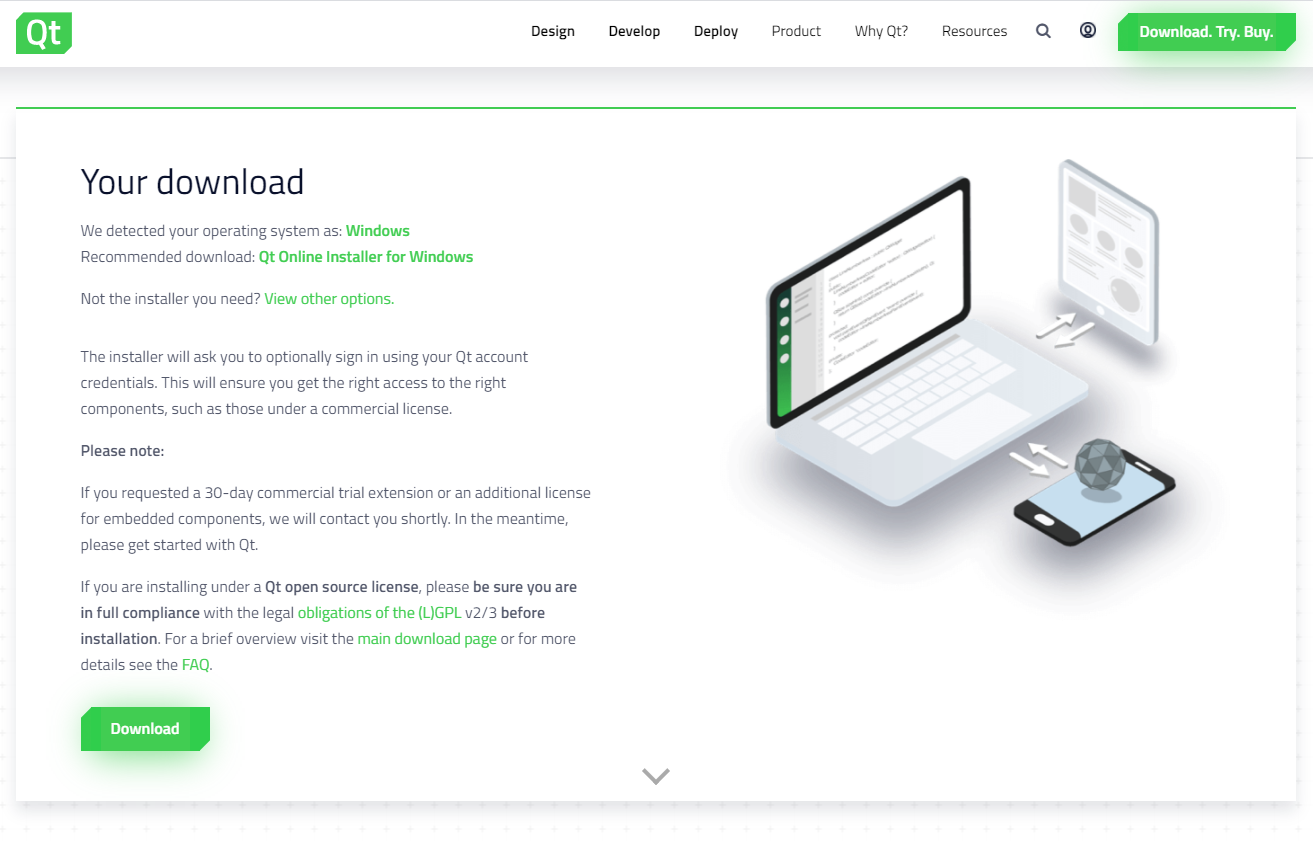 Qt
Design Develop Deploy Product Why Qt? Resources Download. Try. Buy.
Your download
We detected your operating system as: Windows
Recommended download: Qt Online Installer for Windows
Not the installer you need? View other options.
The installer will ask you to optionally sign in using your Qt account
credentials. This will ensure you get the right access to the right
components, such as those under a commercial license.
Please note:
If you requested a 30-day commercial trial extension or an additional license
for embedded components, we will contact you shortly. In the meantime,
please get started with Qt.
If you are installing under a Qt open source license, please be sure you are
in full compliance with the legal obligations of the (L)GPL v2/3 before
installation. For a brief overview visit the main download page or for more
details see the FAQ.
Download